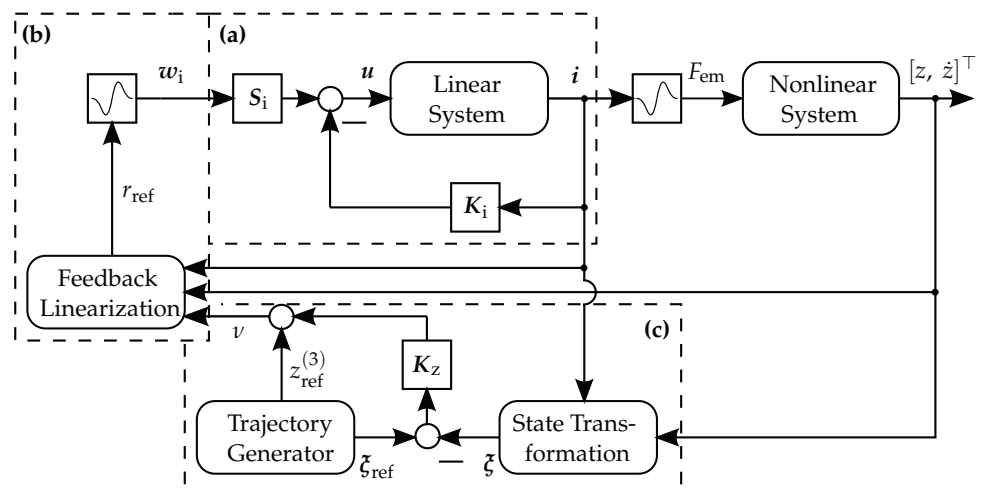 (b)
(a)
w_i
S_i
u
Linear
System
i
F_em
Nonlinear
System
[z, ż]^⊤
—
K_i
r_ref
Feedback
Linearization
ν
(c)
z_ref^(3)
K_z
Trajectory
Generator
ξ_ref
—
ξ
State Trans-
formation